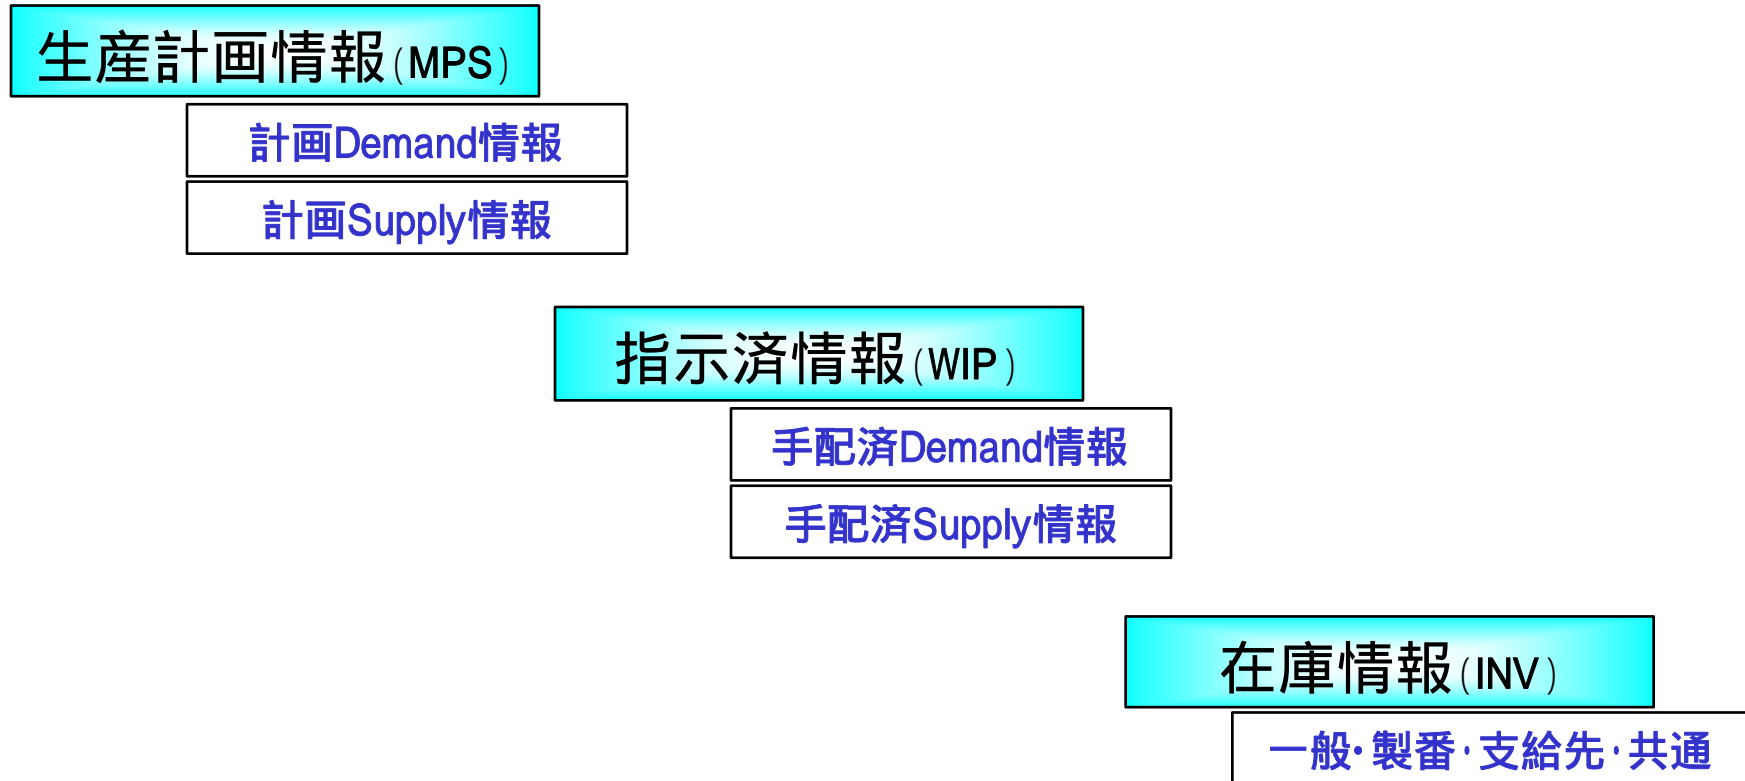 生産計画情報(MPS)
計画Demand情報
計画Supply情報
指示済情報(WIP)
手配済Demand情報
手配済Supply情報
在庫情報(INV)
一般・製番・支給先・共通